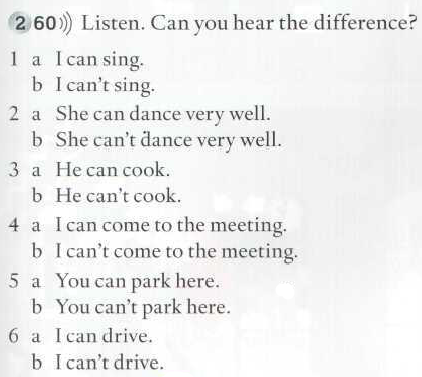 2 60 Listen. Can you hear the difference?
1 a I can sing.
b I can't sing.
2 a She can dance very well.
b She can't dance very well.
3 a He can cook.
b He can't cook.
4 a I can come to the meeting.
b I can't come to the meeting.
5 a You can park here.
b You can't park here.
6 a I can drive.
b I can't drive.